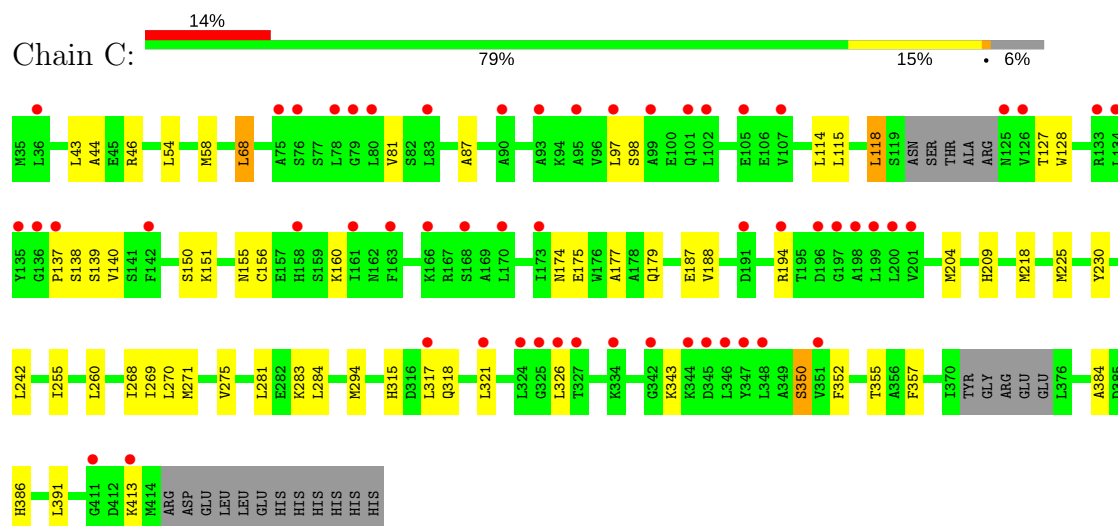 14%
Chain C:
79% 15% • 6%
M35 L36 L43 A44 E45 R46 L54 M58 L68 A75 S76 S77 L78 G79 L80 V81 S82 L83 A87 A90 A93 K94 A95 V96 L97 S98 A99 E100 Q101 L102 E105 E106 V107 L114 L115 L118 S119 ASN SER THR ALA ARG N125 V126 T127 W128 R133 L134
Y135 G136 P137 S138 S139 V140 S141 F142 S150 K151 N155 C156 E157 H158 S159 K160 I161 N162 F163 K166 R167 S168 A169 L170 I173 N174 E175 W176 A177 A178 Q179 E187 V188 D191 R194 T195 D196 G197 A198 L199 L200 V201 M204 H209 M218 M225 Y230
L242 I255 L260 I268 I269 L270 M271 V275 L281 E282 K283 L284 M294 H315 D316 L317 Q318 L321 L324 G325 L326 T327 K334 G342 K343 K344 D345 L346 Y347 L348 A349 S350 V351 F352 T355 A356 F357 I370 TYR GLY ARG GLU GLU L376 A384 D385
H386 L391 G411 D412 K413 M414 ARG ASP GLU LEU LEU GLU HIS HIS HIS HIS HIS HIS